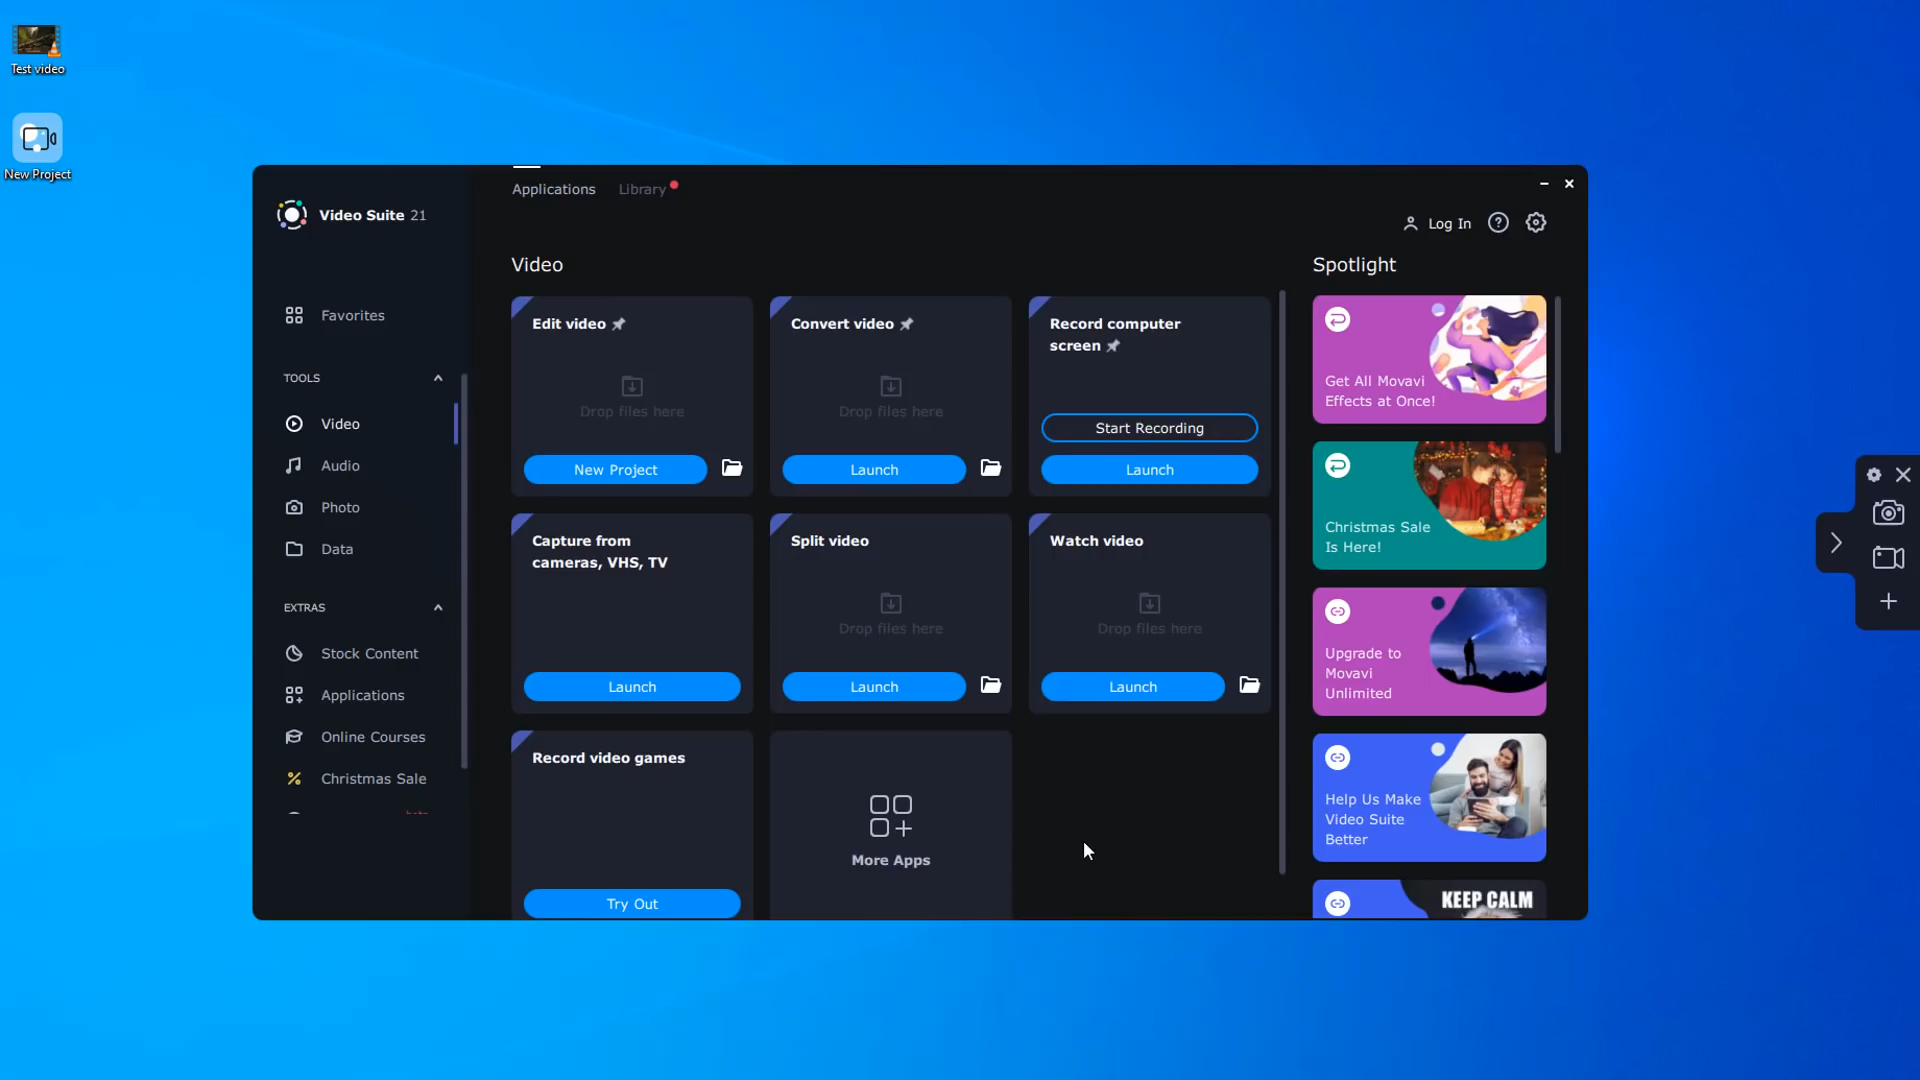 Test video
New Project
Video Suite 21
Applications
Library
Log In
Favorites
TOOLS
Video
Audio
Photo
Data
EXTRAS
Stock Content
Applications
Online Courses
Christmas Sale
Video
Edit video
Drop files here
New Project
Convert video
Drop files here
Launch
Record computer
screen
Start Recording
Launch
Capture from
cameras, VHS, TV
Launch
Split video
Drop files here
Launch
Watch video
Drop files here
Launch
Record video games
Try Out
More Apps
Spotlight
Get All Movavi
Effects at Once!
Christmas Sale
Is Here!
Upgrade to
Movavi
Unlimited
Help Us Make
Video Suite
Better
KEEP CALM